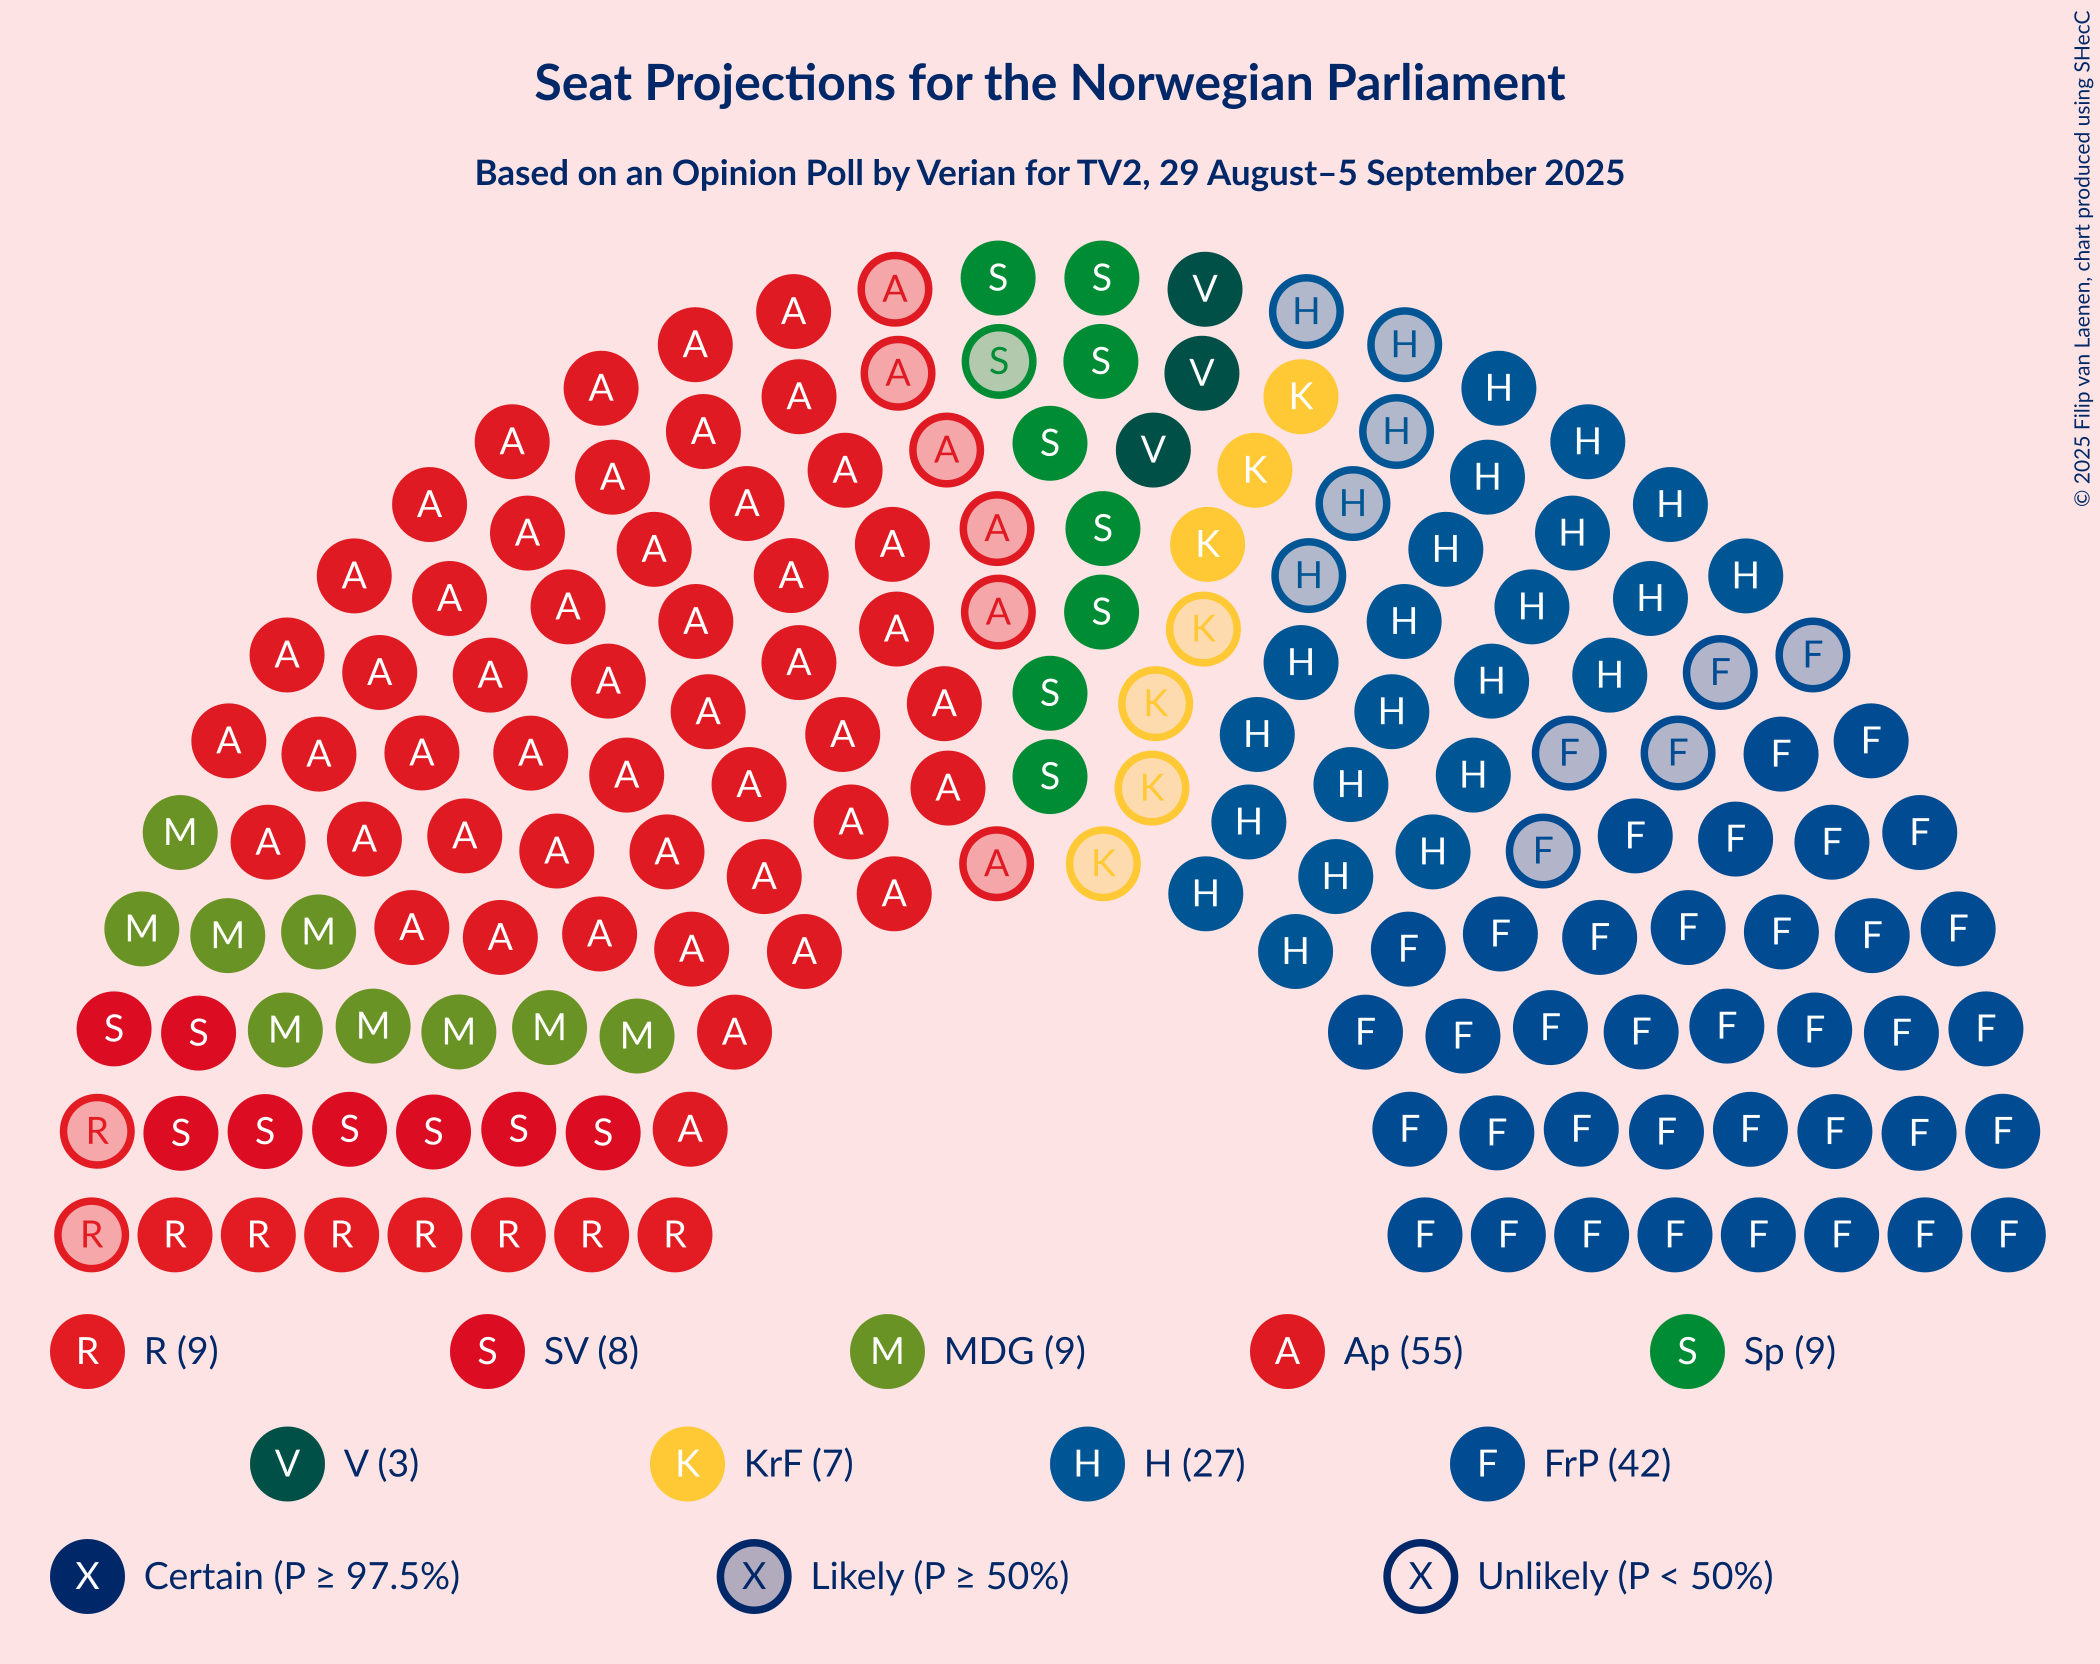 Seat Projections for the Norwegian Parliament
Based on an Opinion Poll by Verian for TV2, 29 August–5 September 2025
© 2025 Filip van Laenen, chart produced using SHecC
S S
A V
A H
A S S H
A V
A K
A H H
A A H
A S
A V H
A K H
A A H H
A A S
A K H
A A H H
A A H H
A A S
A K H
A A F
A A H H
A A S F
A K H
A A H F
A A H F
A S F
A A K H F
A A H H F
M A A F F
A A H F
A A A K H F
A H
M M M A A A A A H F F F F F F F
S S M M M M M A F F F F F F F F
R S S S S S S A F F F F F F F F
R R R R R R R R F F F F F F F F
R R (9) S SV (8) M MDG (9) A Ap (55) S Sp (9)
V V (3) K KrF (7) H H (27) F FrP (42)
X Certain (P ≥ 97.5%) X Likely (P ≥ 50%) X Unlikely (P < 50%)